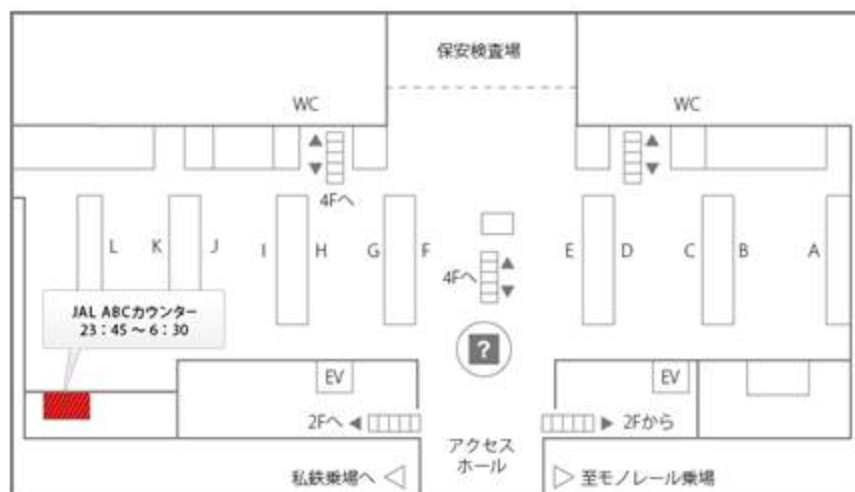 保安検査場
WC
WC
4Fへ
L
K
J
I
H
G
F
E
D
C
B
A
4Fへ
JAL ABCカウンター
23：45～6：30
?
EV
EV
2Fへ
2Fから
アクセス
ホール
私鉄乗場へ
至モノレール乗場